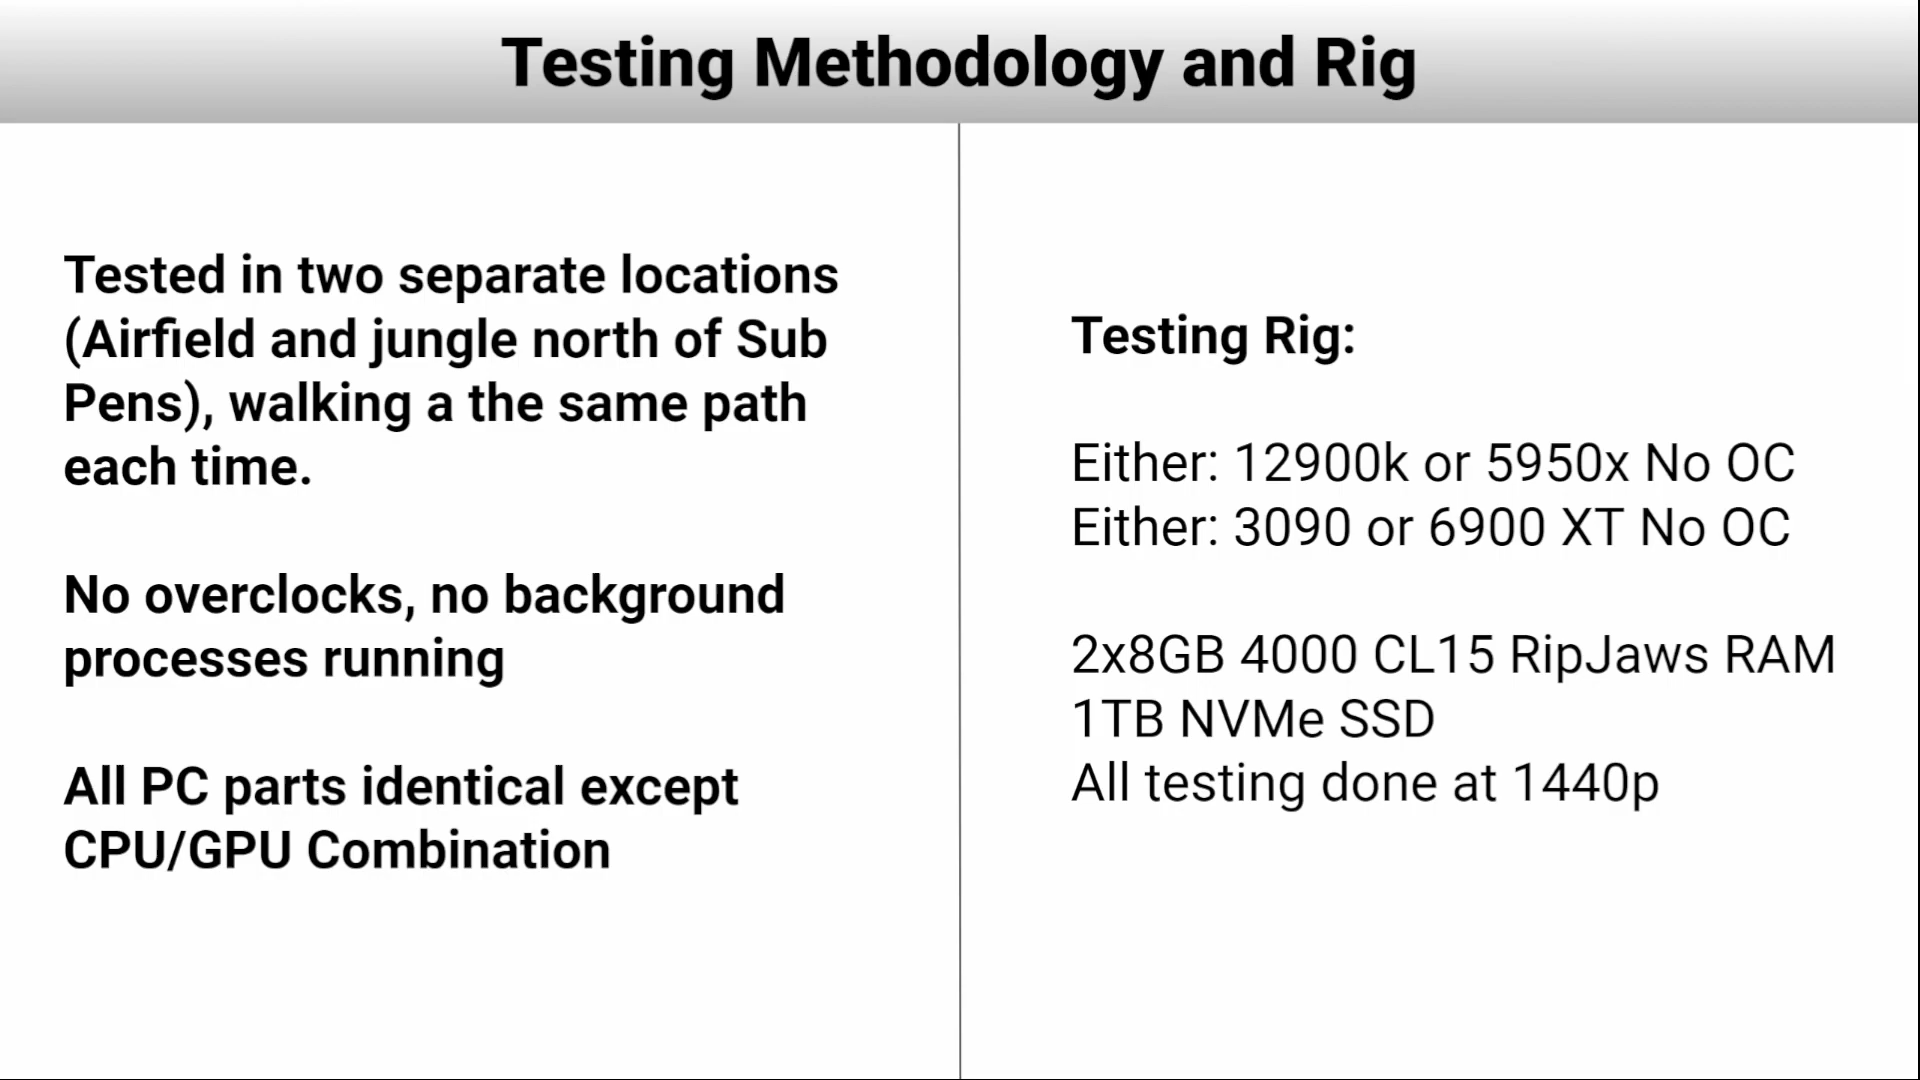 Testing Methodology and Rig
Tested in two separate locations
(Airfield and jungle north of Sub
Pens), walking a the same path
each time.
No overclocks, no background
processes running
All PC parts identical except
CPU/GPU Combination
Testing Rig:
Either: 12900k or 5950x No OC
Either: 3090 or 6900 XT No OC
2x8GB 4000 CL15 RipJaws RAM
1TB NVMe SSD
All testing done at 1440p